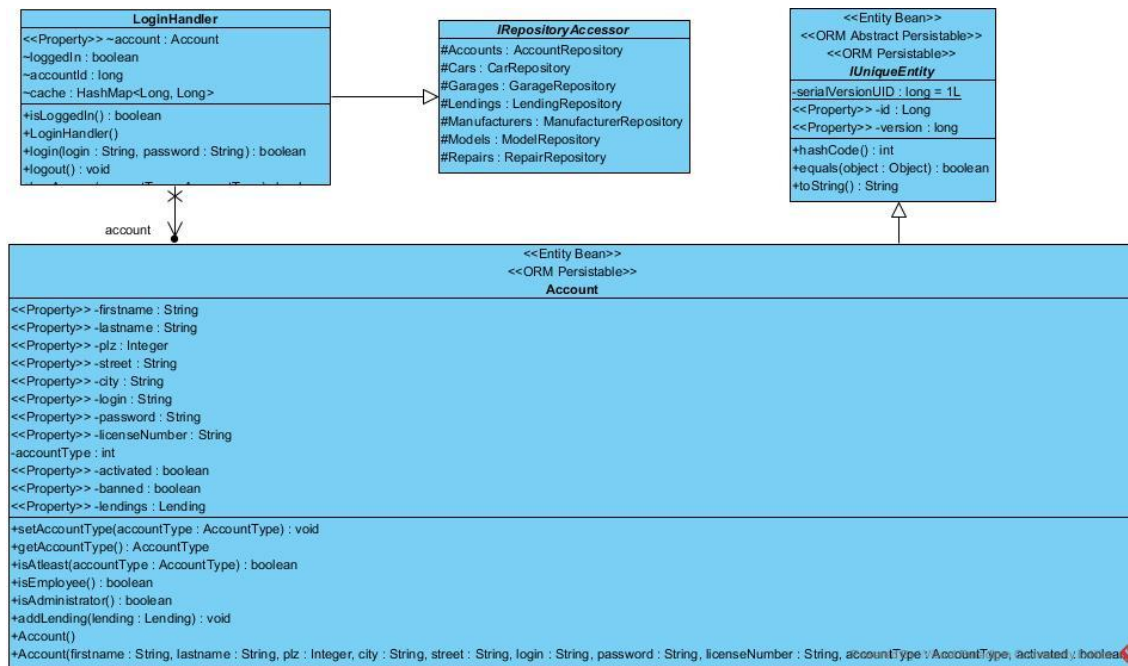 LoginHandler
<<Property>> ~account : Account
~loggedIn : boolean
~accountId : long
~cache : HashMap<Long, Long>
+isLoggedIn() : boolean
+LoginHandler()
+login(login : String, password : String) : boolean
+logout() : void
IRepositoryAccessor
#Accounts : AccountRepository
#Cars : CarRepository
#Garages : GarageRepository
#Lendings : LendingRepository
#Manufacturers : ManufacturerRepository
#Models : ModelRepository
#Repairs : RepairRepository
<<Entity Bean>>
<<ORM Abstract Persistable>>
<<ORM Persistable>>
IUniqueEntity
-serialVersionUID : long = 1L
<<Property>> -id : Long
<<Property>> -version : long
+hashCode() : int
+equals(object : Object) : boolean
+toString() : String
account
<<Entity Bean>>
<<ORM Persistable>>
Account
<<Property>> -firstname : String
<<Property>> -lastname : String
<<Property>> -plz : Integer
<<Property>> -street : String
<<Property>> -city : String
<<Property>> -login : String
<<Property>> -password : String
<<Property>> -licenseNumber : String
-accountType : int
<<Property>> -activated : boolean
<<Property>> -banned : boolean
<<Property>> -lendings : Lending
+setAccountType(accountType : AccountType) : void
+getAccountType() : AccountType
+isAtleast(accountType : AccountType) : boolean
+isEmployee() : boolean
+isAdministrator() : boolean
+addLending(lending : Lending) : void
+Account()
+Account(firstname : String, lastname : String, plz : Integer, city : String, street : String, login : String, password : String, licenseNumber : String, accountType : AccountType, activated : boolean